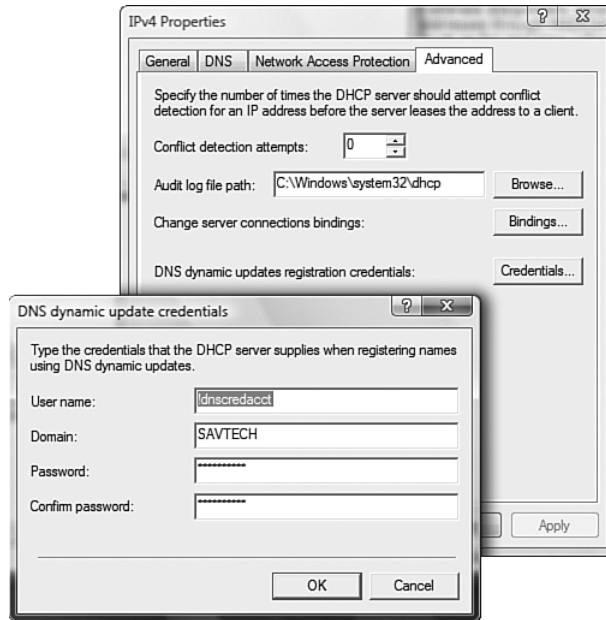 IPv4 Properties
General DNS Network Access Protection Advanced
Specify the number of times the DHCP server should attempt conflict
detection for an IP address before the server leases the address to a client.
Conflict detection attempts: 0
Audit log file path: C:\Windows\system32\dhcp Browse...
Change server connections bindings: Bindings...
DNS dynamic updates registration credentials: Credentials...
Apply
DNS dynamic update credentials
Type the credentials that the DHCP server supplies when registering names
using DNS dynamic updates.
User name: !dnscredacct
Domain: SAVTECH
Password: **********
Confirm password: **********
OK Cancel